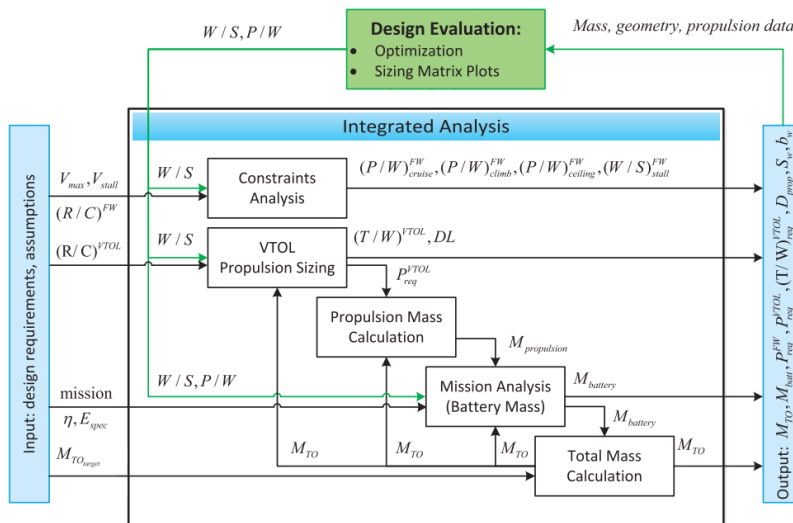 W / S, P / W
Design Evaluation:
• Optimization
• Sizing Matrix Plots
Mass, geometry, propulsion data
Integrated Analysis
Input: design requirements, assumptions
V_max, V_stall
(R / C)^FW
(R/C)^VTOL
mission
η, E_spec
M_TO_target
W / S
Constraints
Analysis
(P / W)^FW_cruise, (P / W)^FW_climb, (P / W)^FW_ceiling, (W / S)^FW_stall
W / S
VTOL
Propulsion Sizing
(T / W)^VTOL, DL
P^VTOL_req
Propulsion Mass
Calculation
M_propulsion
W / S, P / W
Mission Analysis
(Battery Mass)
M_battery
M_battery
M_TO
M_TO
M_TO
Total Mass
Calculation
M_TO
Output: M_TO, M_batt, P^FW_req, P^VTOL_req, (T/W)^VTOL_req, D_prop, S_w, b_w